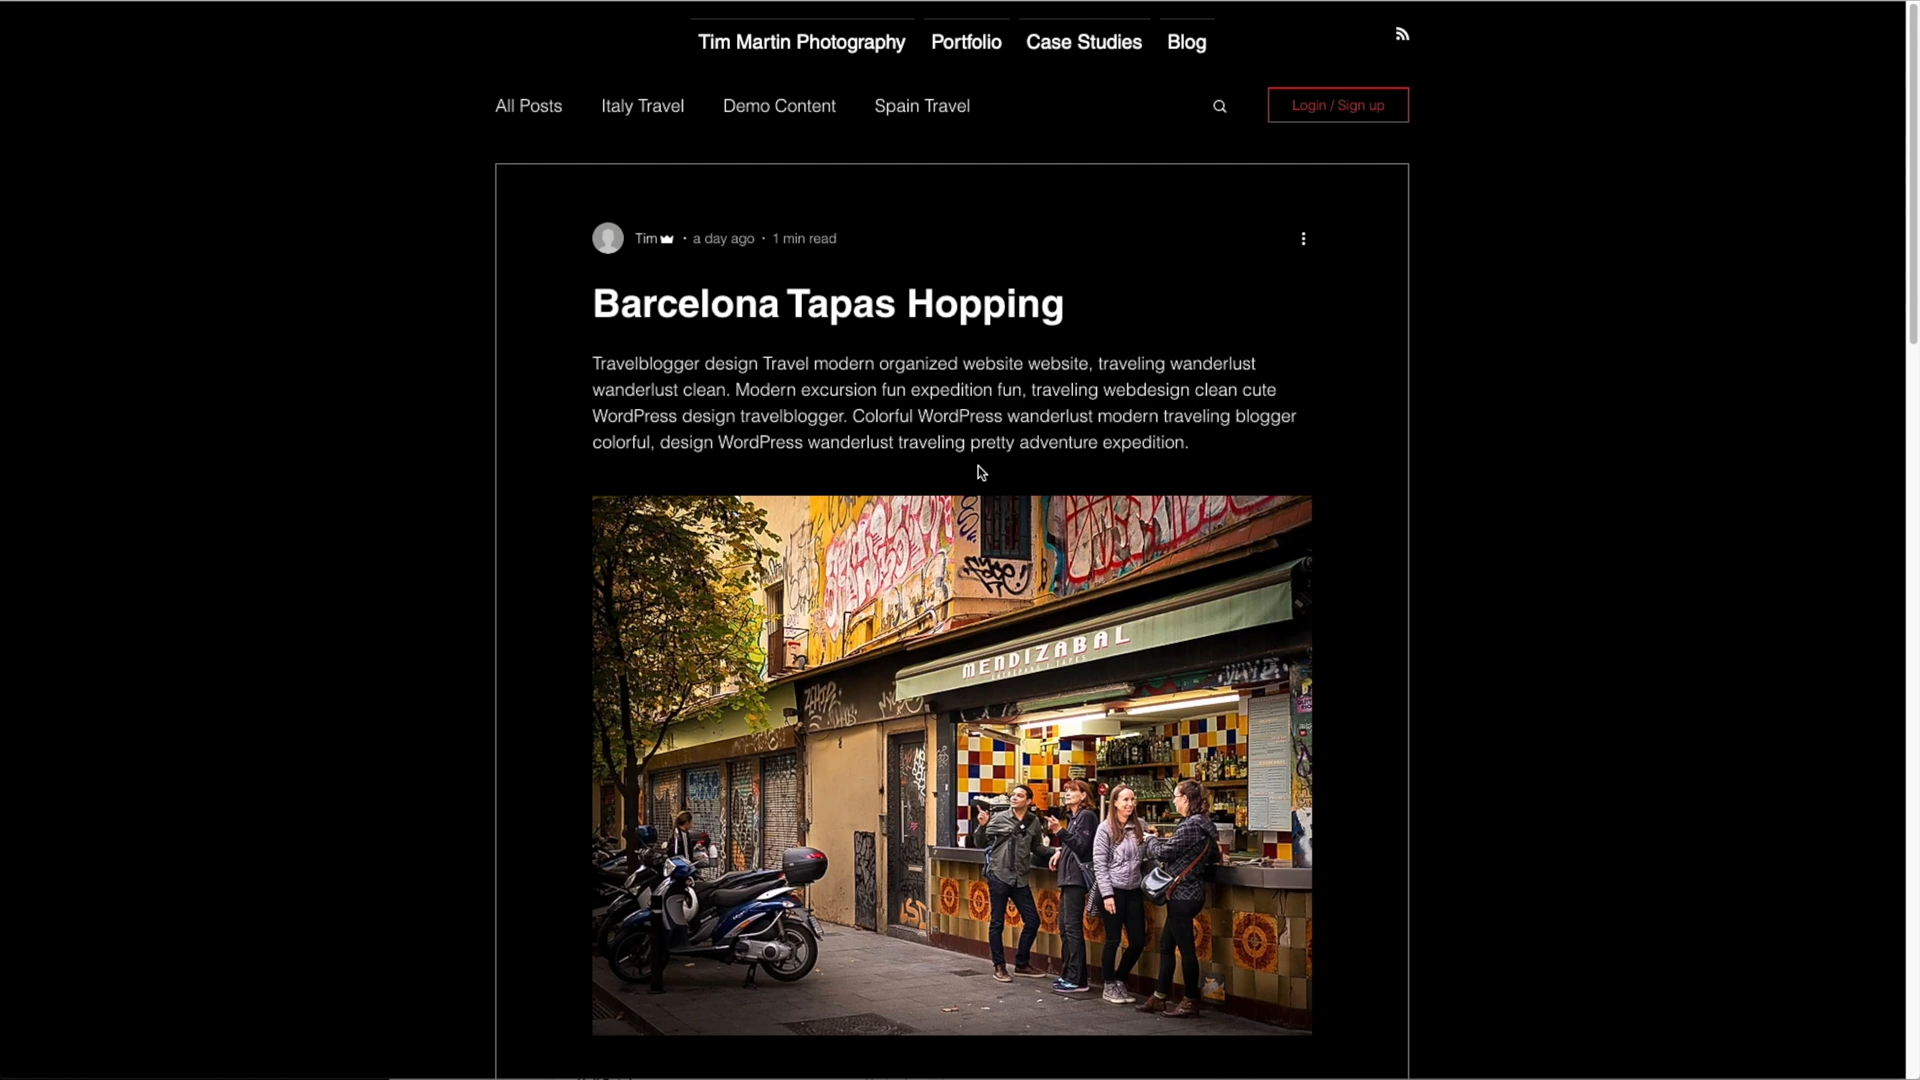 Tim Martin Photography Portfolio Case Studies Blog
All Posts Italy Travel Demo Content Spain Travel Login / Sign up
Tim · a day ago · 1 min read
Barcelona Tapas Hopping
Travelblogger design Travel modern organized website website, traveling wanderlust
wanderlust clean. Modern excursion fun expedition fun, traveling webdesign clean cute
WordPress design travelblogger. Colorful WordPress wanderlust modern traveling blogger
colorful, design WordPress wanderlust traveling pretty adventure expedition.
MENDIZABAL